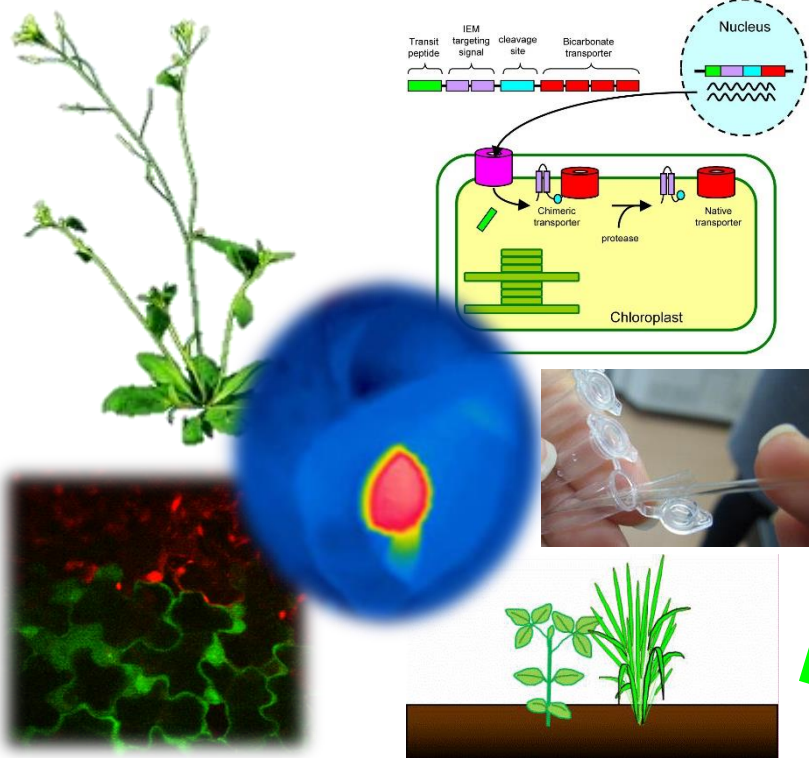 Nucleus
IEM
Transit targeting cleavage Bicarbonate
peptide signal site transporter
Chimeric
transporter
Native
transporter
protease
Chloroplast